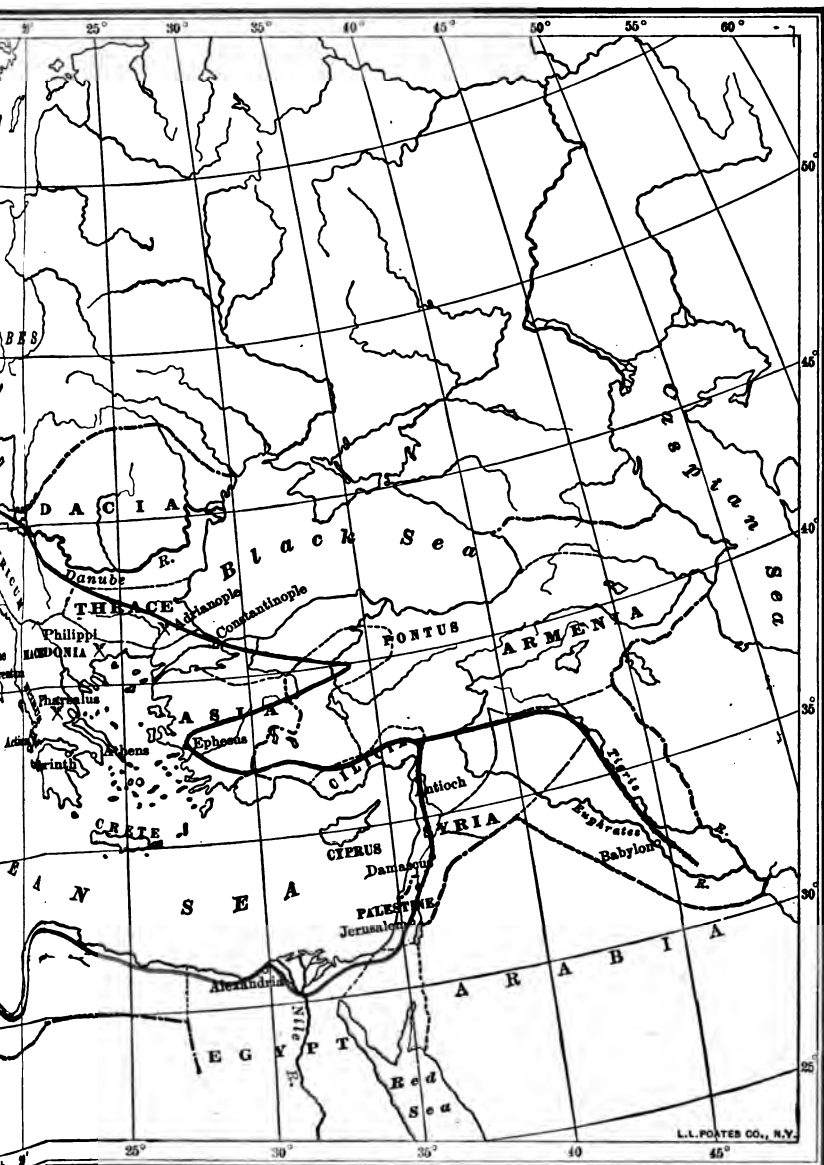 25° 30° 35° 40° 45° 50° 55° 60°
50°
BES
45°
Caspian Sea
DACIA
40°
Black Sea
R.
Danube
THRACE
Adrianople
Constantinople
Philippi
PONTUS
ARMENIA
MACEDONIA
Pharsalus
35°
ASIA
Ephesus
Athens
CILICIA
Tigris
Antioch
CRETE
SYRIA
Euphrates
R.
CYPRUS
Babylon
Damascus
R.
EAN SEA
30°
PALESTINE
Jerusalem
ARABIA
Alexandria
Nile R.
EGYPT
25°
Red
Sea
L.L.POATES CO., N.Y.
25° 30° 35° 40° 45°